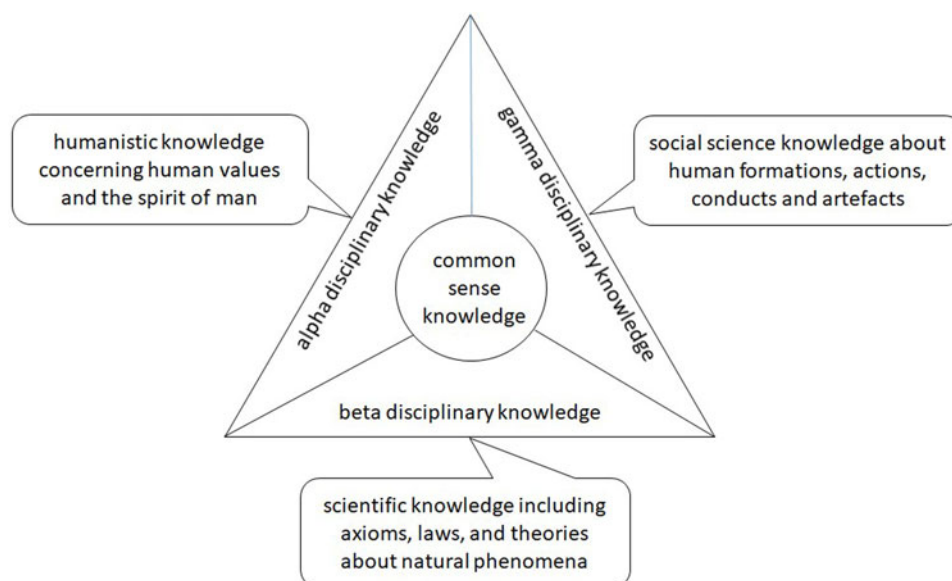 humanistic knowledge
concerning human values
and the spirit of man
alpha disciplinary knowledge
gamma disciplinary knowledge
social science knowledge about
human formations, actions,
conducts and artefacts
common
sense
knowledge
beta disciplinary knowledge
scientific knowledge including
axioms, laws, and theories
about natural phenomena